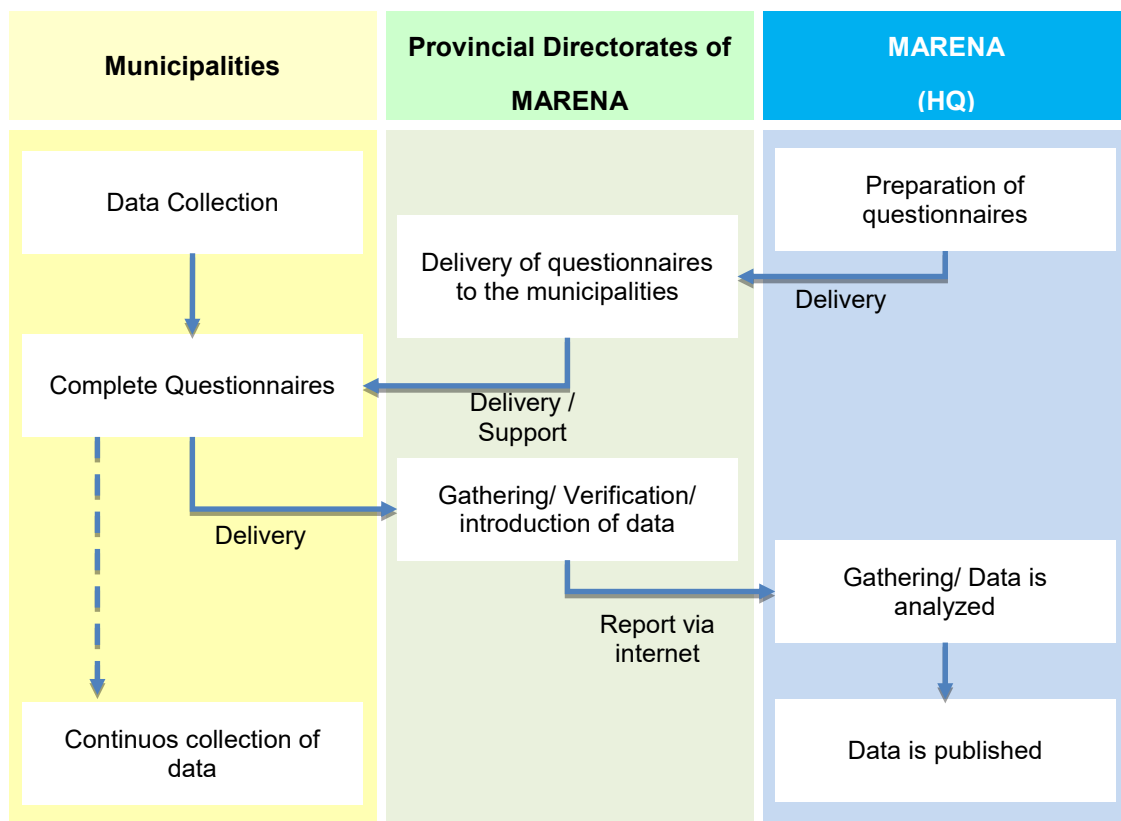 Municipalities
Provincial Directorates of
MARENA
MARENA
(HQ)
Data Collection
Preparation of
questionnaires
Delivery of questionnaires
to the municipalities
Delivery
Complete Questionnaires
Delivery /
Support
Gathering/ Verification/
introduction of data
Delivery
Gathering/ Data is
analyzed
Report via
internet
Continuos collection of
data
Data is published